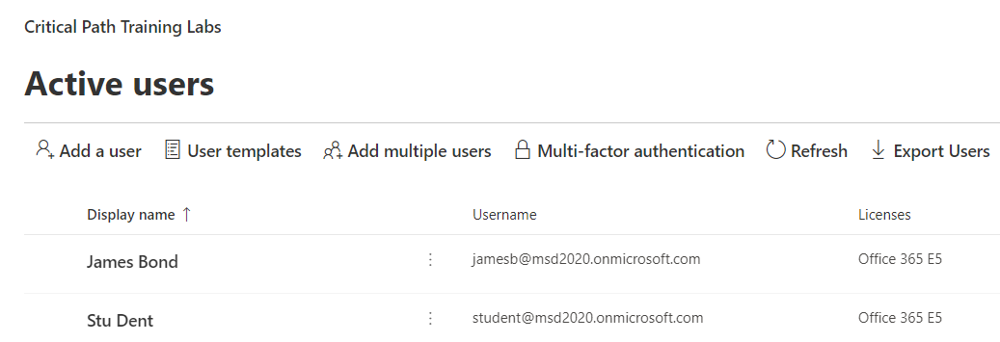 Critical Path Training Labs
Active users
Add a user User templates Add multiple users Multi-factor authentication Refresh Export Users
Display name ↑ Username Licenses
James Bond jamesb@msd2020.onmicrosoft.com Office 365 E5
Stu Dent student@msd2020.onmicrosoft.com Office 365 E5